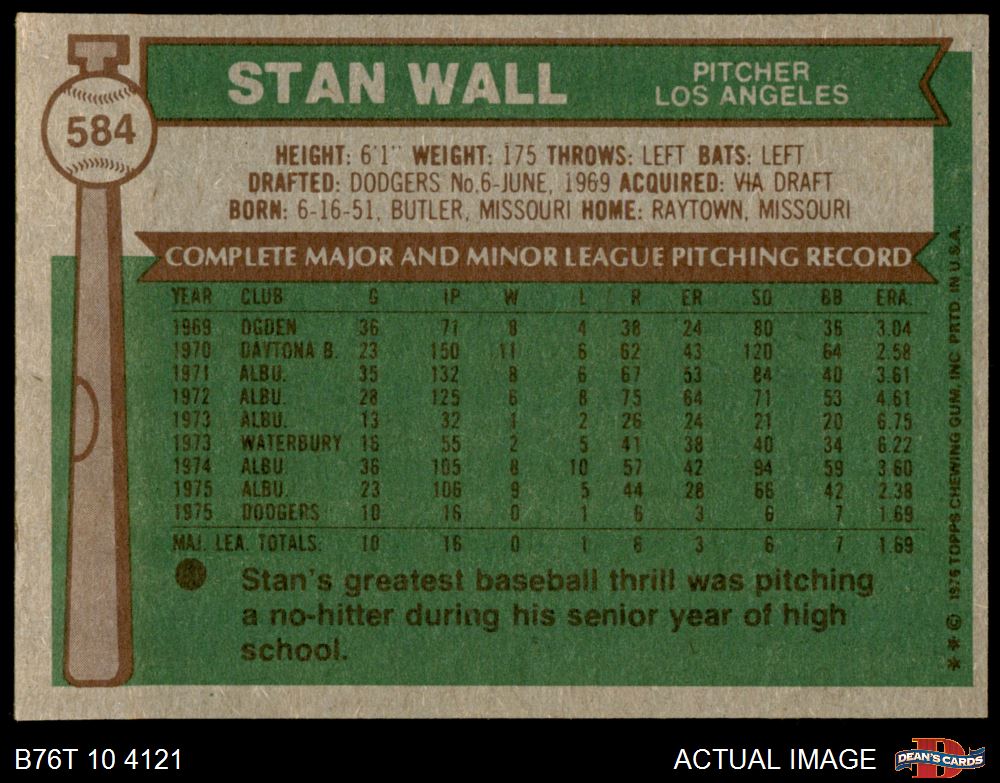 584
STAN WALL
PITCHER
LOS ANGELES
HEIGHT: 6'1" WEIGHT: 175 THROWS: LEFT BATS: LEFT
DRAFTED: DODGERS No.6-JUNE, 1969 ACQUIRED: VIA DRAFT
BORN: 6-16-51, BUTLER, MISSOURI HOME: RAYTOWN, MISSOURI
COMPLETE MAJOR AND MINOR LEAGUE PITCHING RECORD
YEAR CLUB G IP W L R ER SO BB ERA.
1969 OGDEN 36 71 8 4 38 24 80 36 3.04
1970 DAYTONA B. 23 150 11 6 62 43 120 64 2.58
1971 ALBU. 35 132 8 6 67 53 84 40 3.61
1972 ALBU. 28 125 6 8 75 64 71 53 4.61
1973 ALBU. 13 32 1 2 26 24 21 20 6.75
1973 WATERBURY 16 55 2 5 41 38 40 34 6.22
1974 ALBU. 36 105 8 10 57 42 94 59 3.60
1975 ALBU. 23 106 9 5 44 28 66 42 2.38
1975 DODGERS 10 16 0 1 6 3 6 7 1.69
MAJ. LEA. TOTALS: 10 16 0 1 6 3 6 7 1.69
Stan's greatest baseball thrill was pitching
a no-hitter during his senior year of high
school.
** © 1976 TOPPS CHEWING GUM, INC. PRTD. IN U.S.A.
B76T 10 4121
ACTUAL IMAGE
DEAN'S CARDS